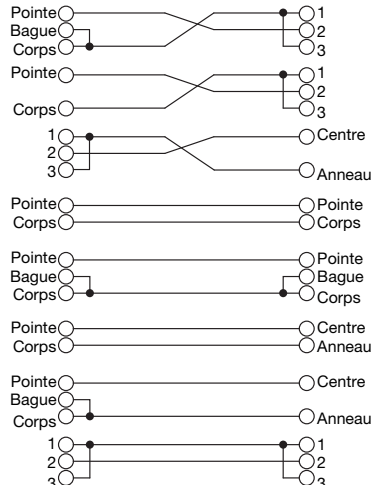 Pointe 1
Bague 2
Corps 3
Pointe 1
2
Corps 3
1 Centre
2
3 Anneau
Pointe Pointe
Corps Corps
Pointe Pointe
Bague Bague
Corps Corps
Pointe Centre
Corps Anneau
Pointe Centre
Bague
Corps Anneau
1 1
2 2
3 3